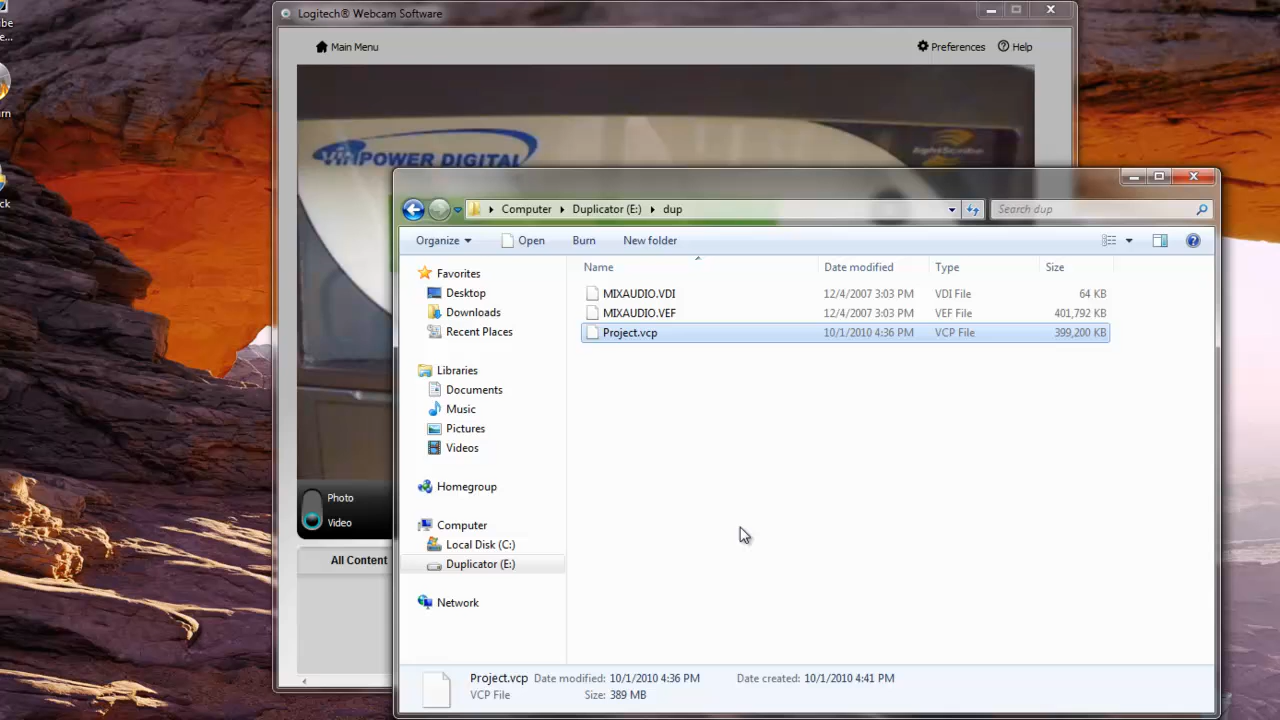 be
e...
rn
ck
Logitech® Webcam Software
Main Menu
Preferences
Help
WINPOWER DIGITAL
LightScribe
Computer
Duplicator (E:)
dup
Search dup
Organize
Open
Burn
New folder
Favorites
Desktop
Downloads
Recent Places
Libraries
Documents
Music
Pictures
Videos
Homegroup
Computer
Local Disk (C:)
Duplicator (E:)
Network
Name Date modified Type Size
MIXAUDIO.VDI 12/4/2007 3:03 PM VDI File 64 KB
MIXAUDIO.VEF 12/4/2007 3:03 PM VEF File 401,792 KB
Project.vcp 10/1/2010 4:36 PM VCP File 399,200 KB
Photo
Video
All Content
Project.vcp Date modified: 10/1/2010 4:36 PM Date created: 10/1/2010 4:41 PM
VCP File Size: 389 MB